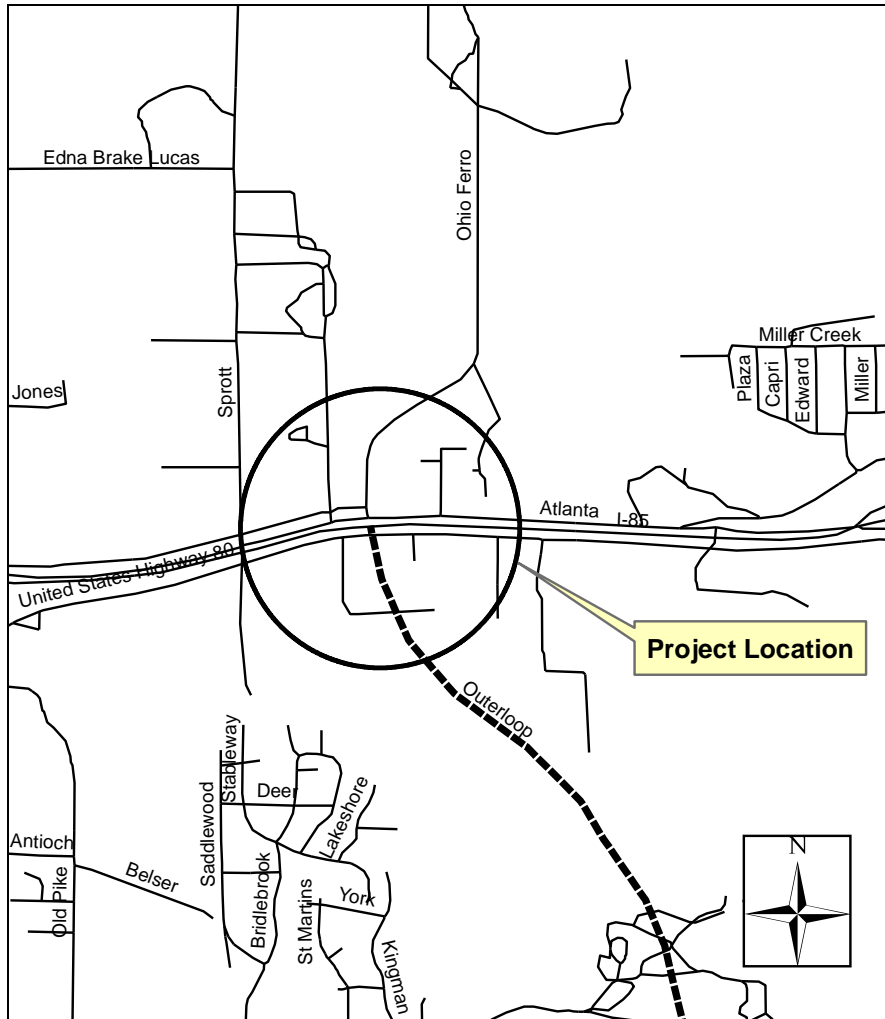 Edna Brake Lucas
Ohio Ferro
Miller Creek
Plaza
Capri
Edward
Miller
Jones
Sprott
Atlanta
I-85
United States Highway 80
Project Location
Outerloop
Stableway
Saddlewood
Deer
Lakeshore
Antioch
Belser
Old Pike
Bridlebrook
St Martins
York
Kingman
N